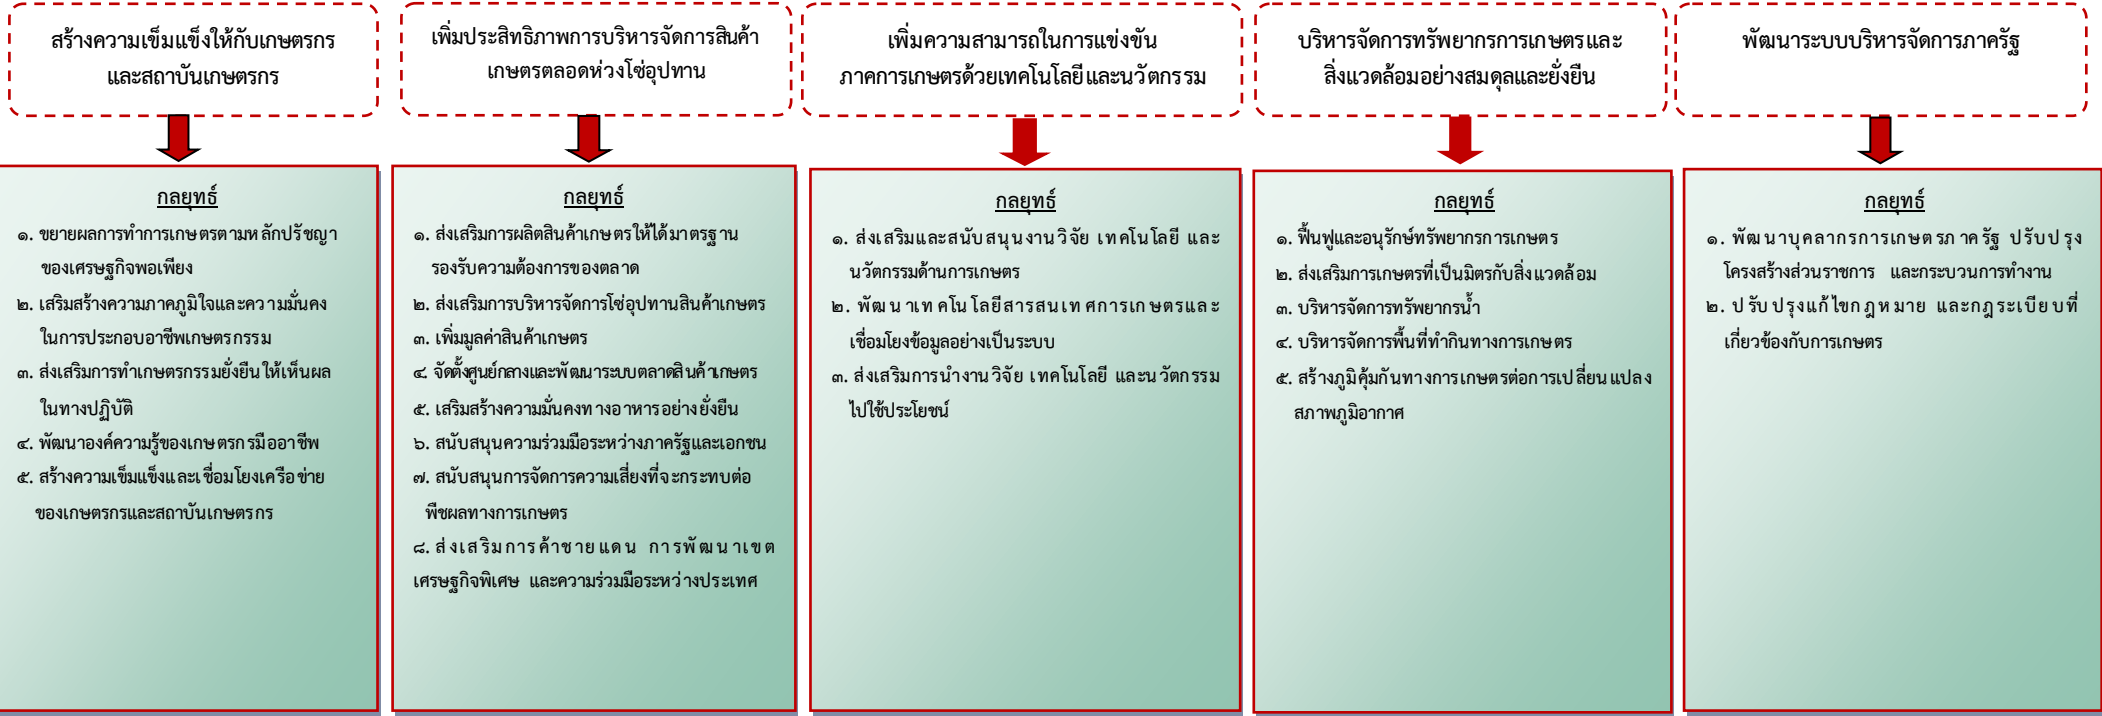 สร้างความเข็มแข็งให้กับเกษตรกร
และสถาบันเกษตรกร
เพิ่มประสิทธิภาพการบริหารจัดการสินค้า
เกษตรตลอดห่วงโซ่อุปทาน
เพิ่มความสามารถในการแข่งขัน
ภาคการเกษตรด้วยเทคโนโลยีและนวัตกรรม
บริหารจัดการทรัพยากรการเกษตรและ
สิ่งแวดล้อมอย่างสมดุลและยั่งยืน
พัฒนาระบบบริหารจัดการภาครัฐ
กลยุทธ์
๑. ขยายผลการทำการเกษตรตามหลักปรัชญา
ของเศรษฐกิจพอเพียง
๒. เสริมสร้างความภาคภูมิใจและความมั่นคง
ในการประกอบอาชีพเกษตรกรรม
๓. ส่งเสริมการทำเกษตรกรรมยั่งยืนให้เห็นผล
ในทางปฏิบัติ
๔. พัฒนาองค์ความรู้ของเกษตรกรมืออาชีพ
๕. สร้างความเข็มแข็งและเชื่อมโยงเครือข่าย
ของเกษตรกรและสถาบันเกษตรกร
กลยุทธ์
๑. ส่งเสริมการผลิตสินค้าเกษตรให้ได้มาตรฐาน
รองรับความต้องการของตลาด
๒. ส่งเสริมการบริหารจัดการโซ่อุปทานสินค้าเกษตร
๓. เพิ่มมูลค่าสินค้าเกษตร
๔. จัดตั้งศูนย์กลางและพัฒนาระบบตลาดสินค้าเกษตร
๕. เสริมสร้างความมั่นคงทางอาหารอย่างยั่งยืน
๖. สนับสนุนความร่วมมือระหว่างภาครัฐและเอกชน
๗. สนับสนุนการจัดการความเสี่ยงที่จะกระทบต่อ
พืชผลทางการเกษตร
๘. ส่งเสริมการค้าชายแดน การพัฒนาเขต
เศรษฐกิจพิเศษ และความร่วมมือระหว่างประเทศ
กลยุทธ์
๑. ส่งเสริมและสนับสนุนงานวิจัย เทคโนโลยี และ
นวัตกรรมด้านการเกษตร
๒. พัฒนาเทคโนโลยีสารสนเทศการเกษตรและ
เชื่อมโยงข้อมูลอย่างเป็นระบบ
๓. ส่งเสริมการนำงานวิจัย เทคโนโลยี และนวัตกรรม
ไปใช้ประโยชน์
กลยุทธ์
๑. ฟื้นฟูและอนุรักษ์ทรัพยากรการเกษตร
๒. ส่งเสริมการเกษตรที่เป็นมิตรกับสิ่งแวดล้อม
๓. บริหารจัดการทรัพยากรน้ำ
๔. บริหารจัดการพื้นที่ทำกินทางการเกษตร
๕. สร้างภูมิคุ้มกันทางการเกษตรต่อการเปลี่ยนแปลง
สภาพภูมิอากาศ
กลยุทธ์
๑. พัฒนาบุคลากรการเกษตรภาครัฐ ปรับปรุง
โครงสร้างส่วนราชการ และกระบวนการทำงาน
๒. ปรับปรุงแก้ไขกฎหมาย และกฎระเบียบที่
เกี่ยวข้องกับการเกษตร